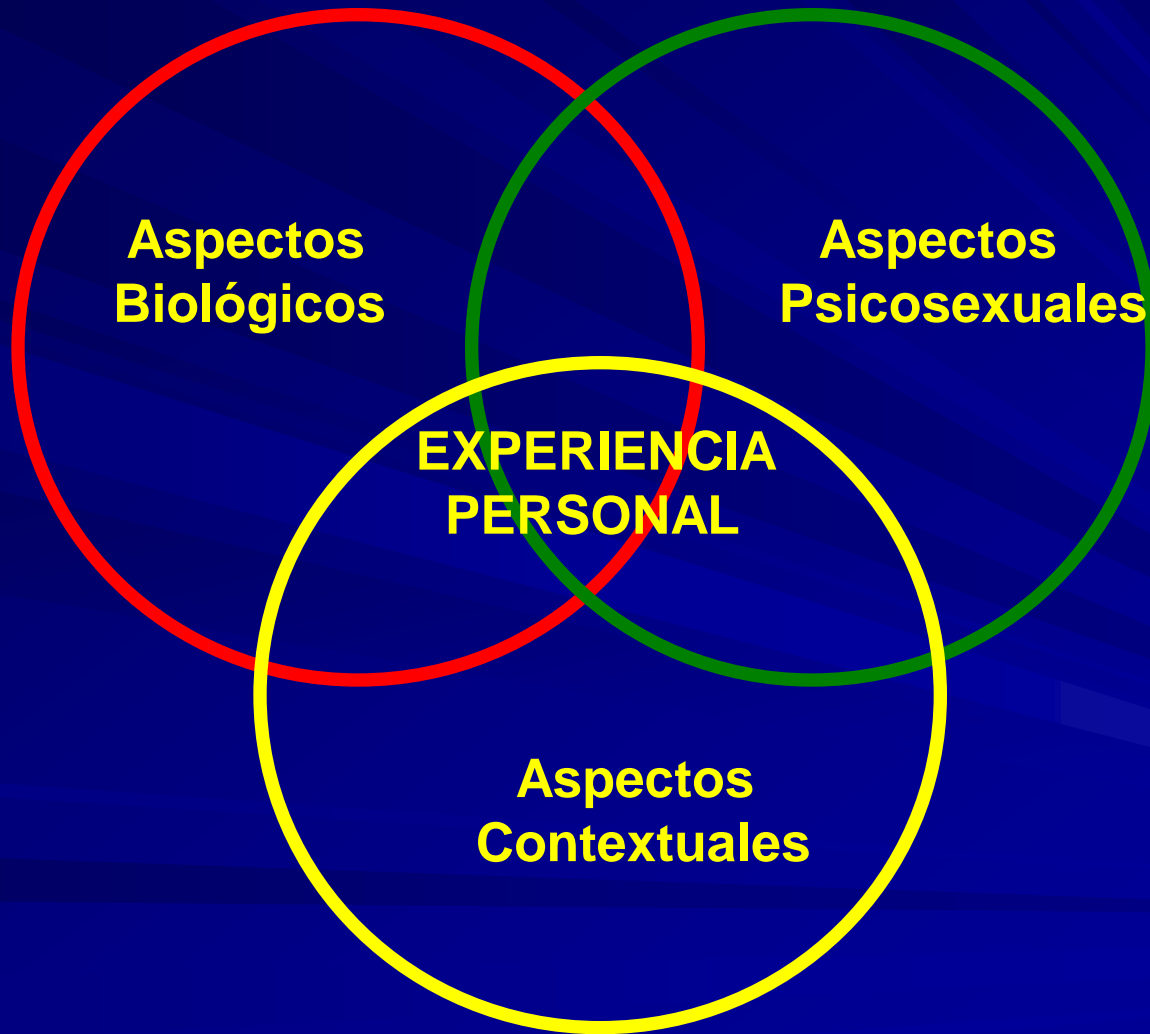 Aspectos
Biológicos
Aspectos
Psicosexuales
EXPERIENCIA
PERSONAL
Aspectos
Contextuales